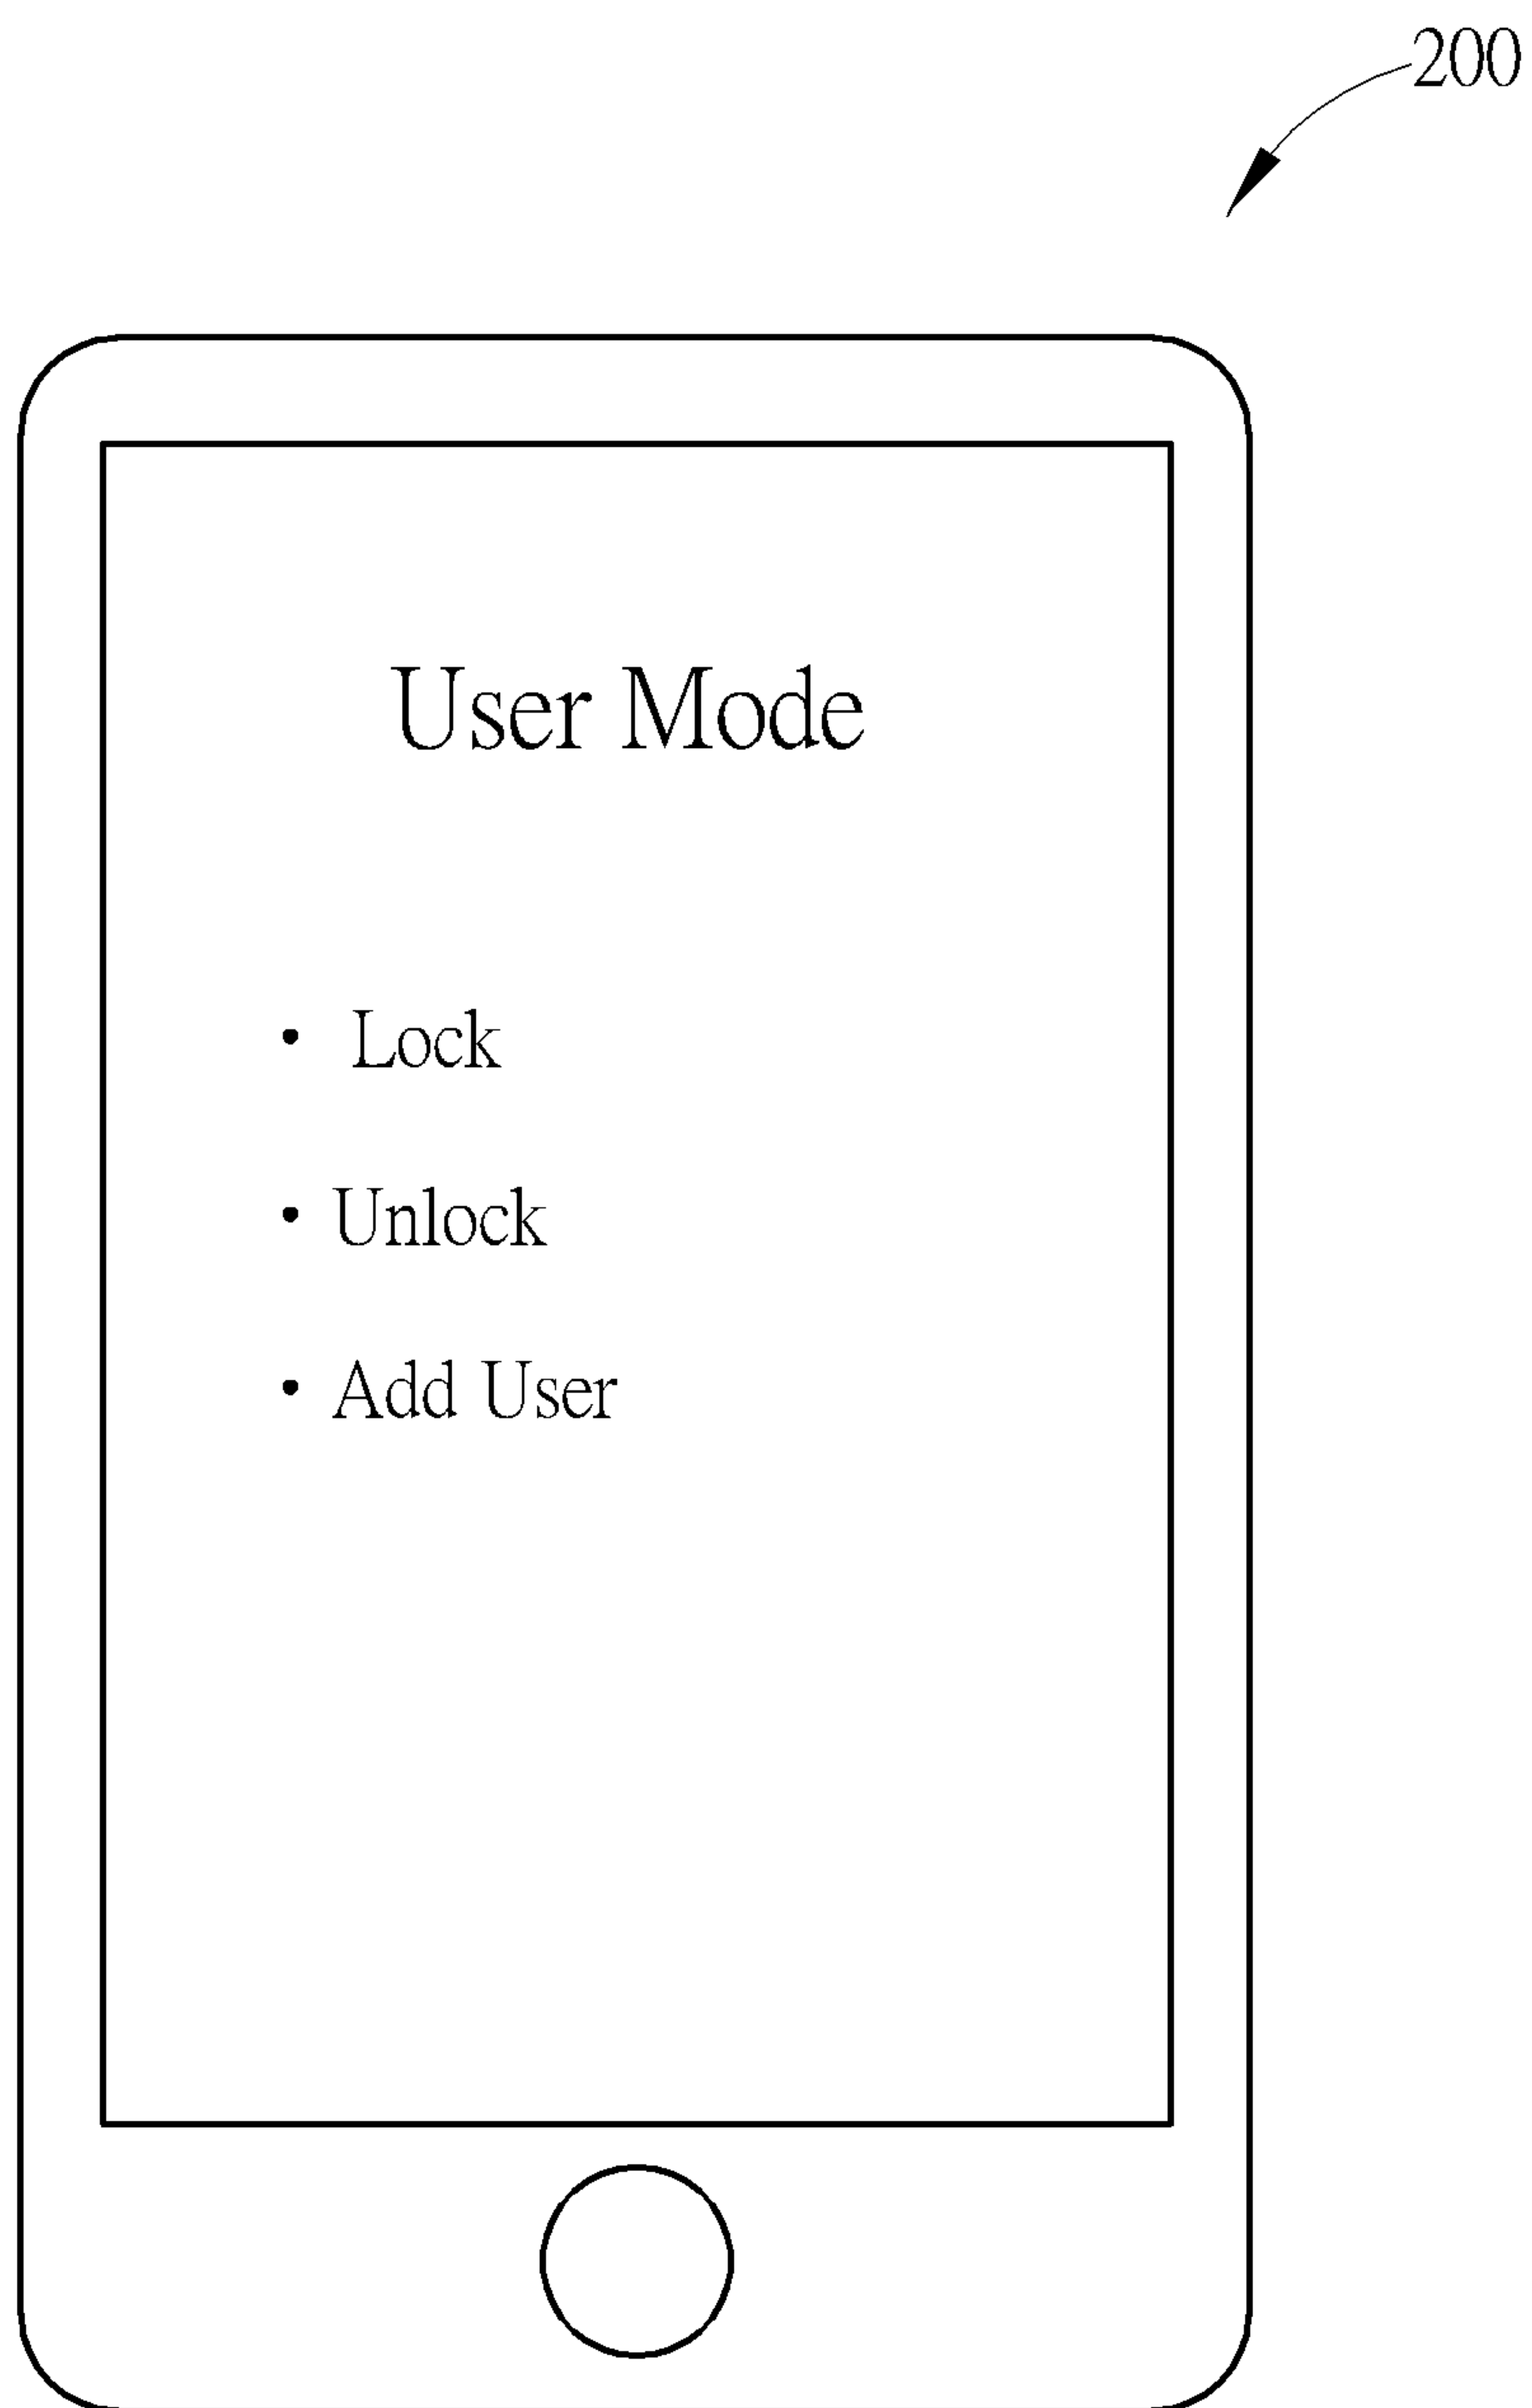 200
User Mode
• Lock
• Unlock
• Add User